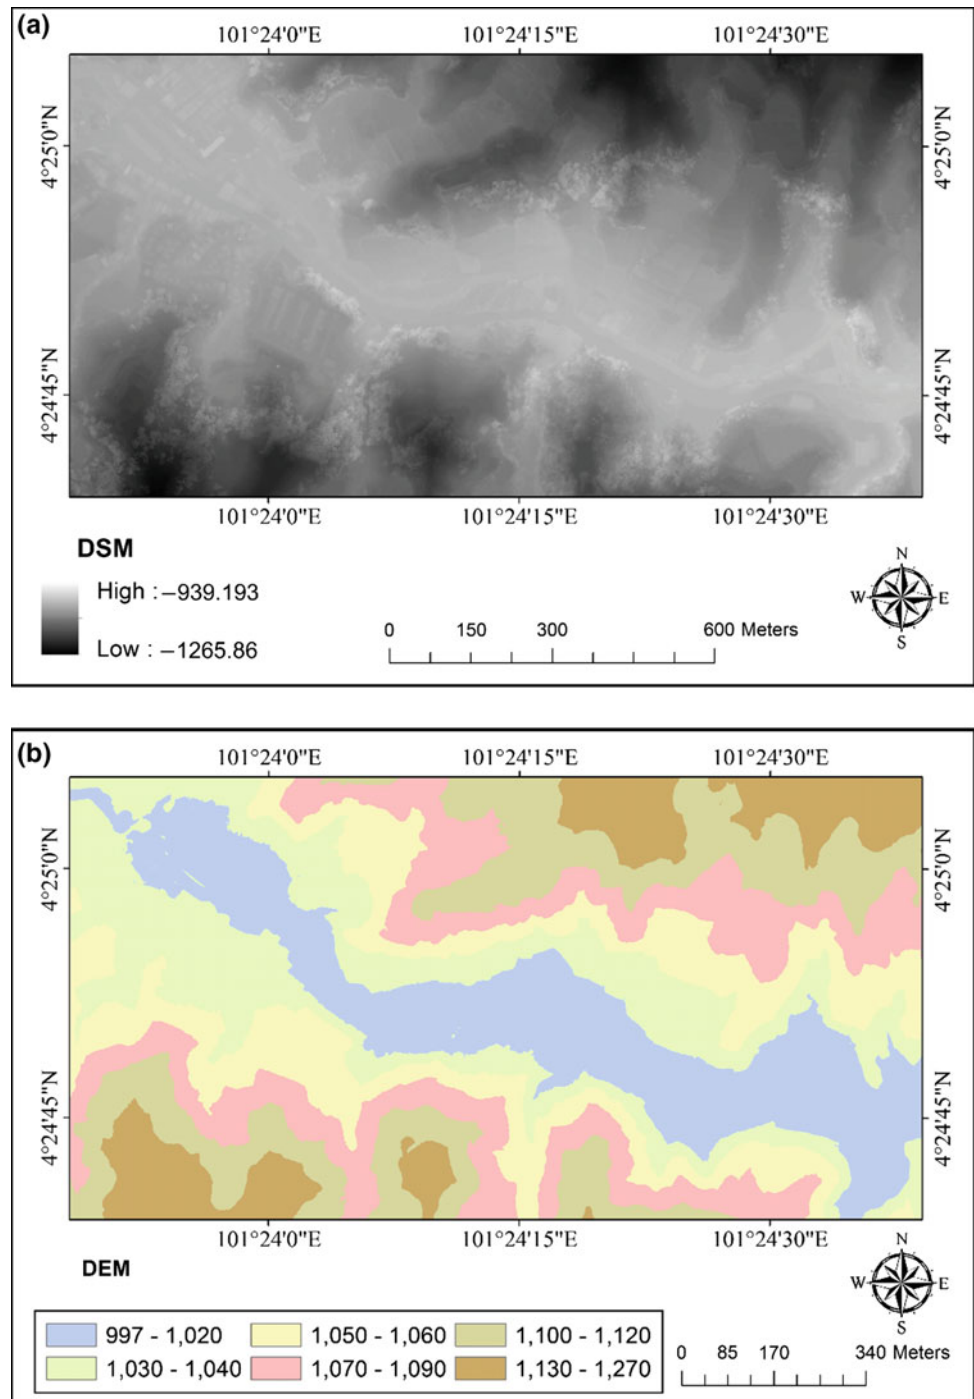 (a)
101°24'0"E 101°24'15"E 101°24'30"E
4°25'0"N 4°25'0"N
4°24'45"N 4°24'45"N
101°24'0"E 101°24'15"E 101°24'30"E
DSM
High : –939.193
Low : –1265.86
N
W E
S
0 150 300 600 Meters
(b)
101°24'0"E 101°24'15"E 101°24'30"E
4°25'0"N 4°25'0"N
4°24'45"N 4°24'45"N
101°24'0"E 101°24'15"E 101°24'30"E
DEM
N
W E
S
997 - 1,020 1,050 - 1,060 1,100 - 1,120
1,030 - 1,040 1,070 - 1,090 1,130 - 1,270
0 85 170 340 Meters